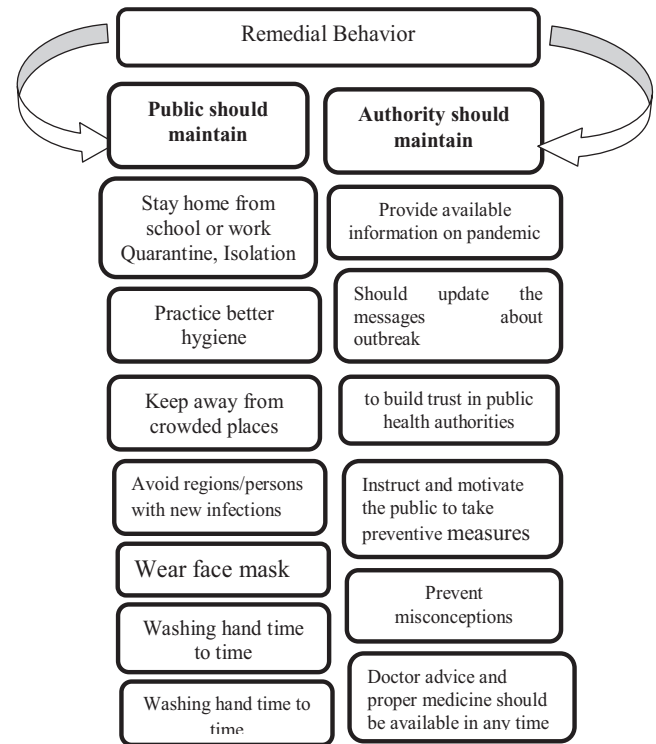 Remedial Behavior
Public should
maintain
Stay home from
school or work
Quarantine, Isolation
Practice better
hygiene
Keep away from
crowded places
Avoid regions/persons
with new infections
Wear face mask
Washing hand time
to time
Washing hand time to
time
Authority should
maintain
Provide available
information on pandemic
Should update the
messages about
outbreak
to build trust in public
health authorities
Instruct and motivate
the public to take
preventive measures
Prevent
misconceptions
Doctor advice and
proper medicine should
be available in any time